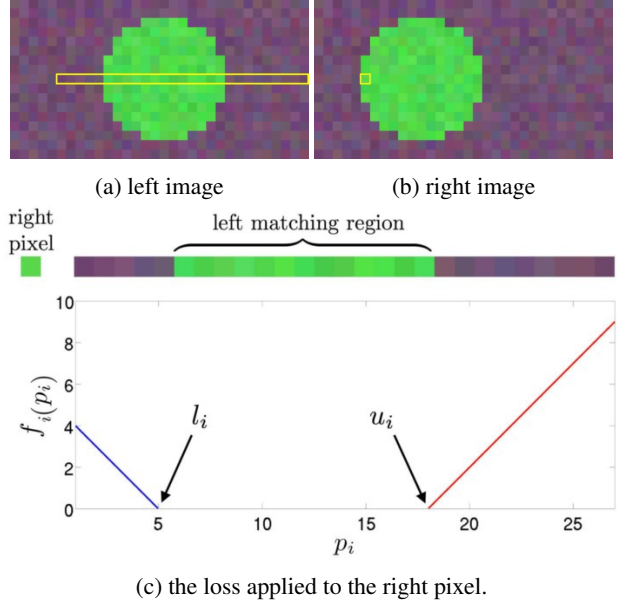 (a) left image
(b) right image
right
pixel
left matching region
10
8
6
4
2
0
f_i(p_i)
l_i
u_i
5
10
15
20
25
p_i
(c) the loss applied to the right pixel.